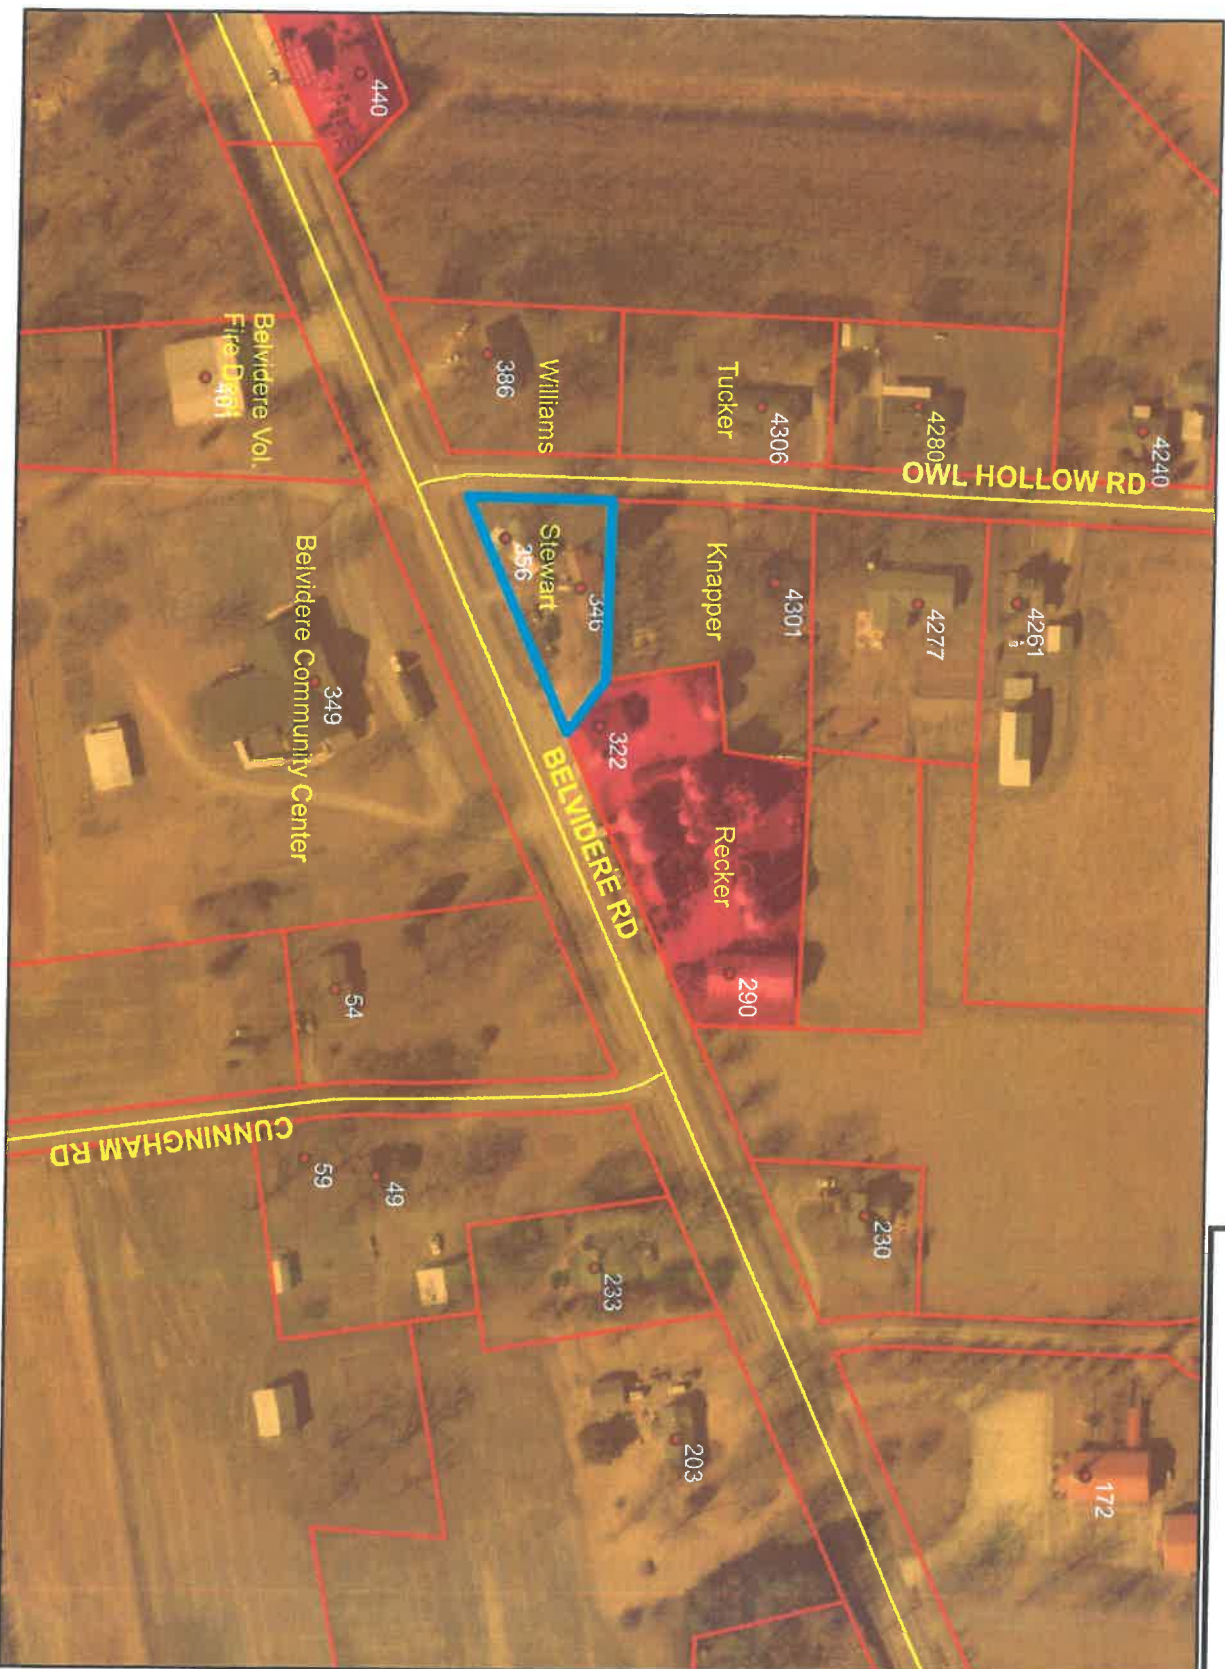 440
Belvidere Vol.
Fire D
401
386
Williams
Tucker
4306
4280
4240
OWL HOLLOW RD
356
Stewart
346
Knapper
4301
4277
4261
Belvidere Community Center
349
322
BELVIDERE RD
Recker
290
54
CUNNINGHAM RD
59
49
230
233
203
172